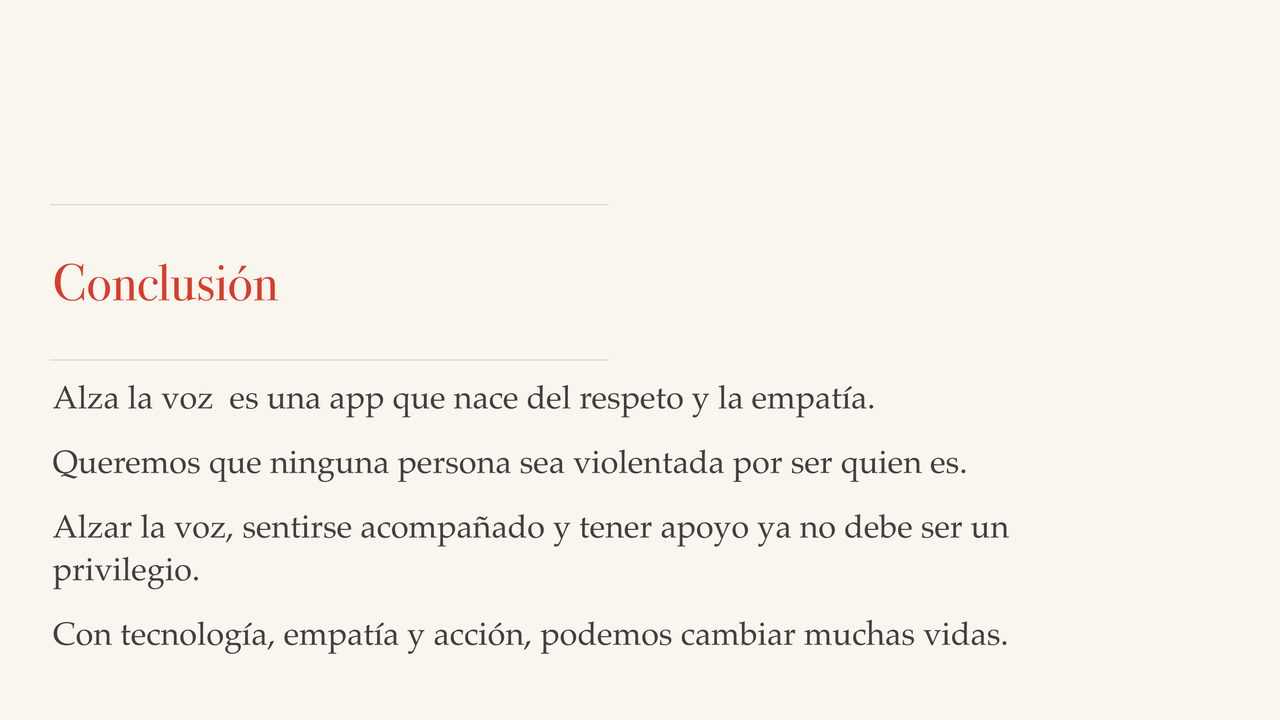 Conclusión
Alza la voz  es una app que nace del respeto y la empatía.
Queremos que ninguna persona sea violentada por ser quien es.
Alzar la voz, sentirse acompañado y tener apoyo ya no debe ser un
privilegio.
Con tecnología, empatía y acción, podemos cambiar muchas vidas.